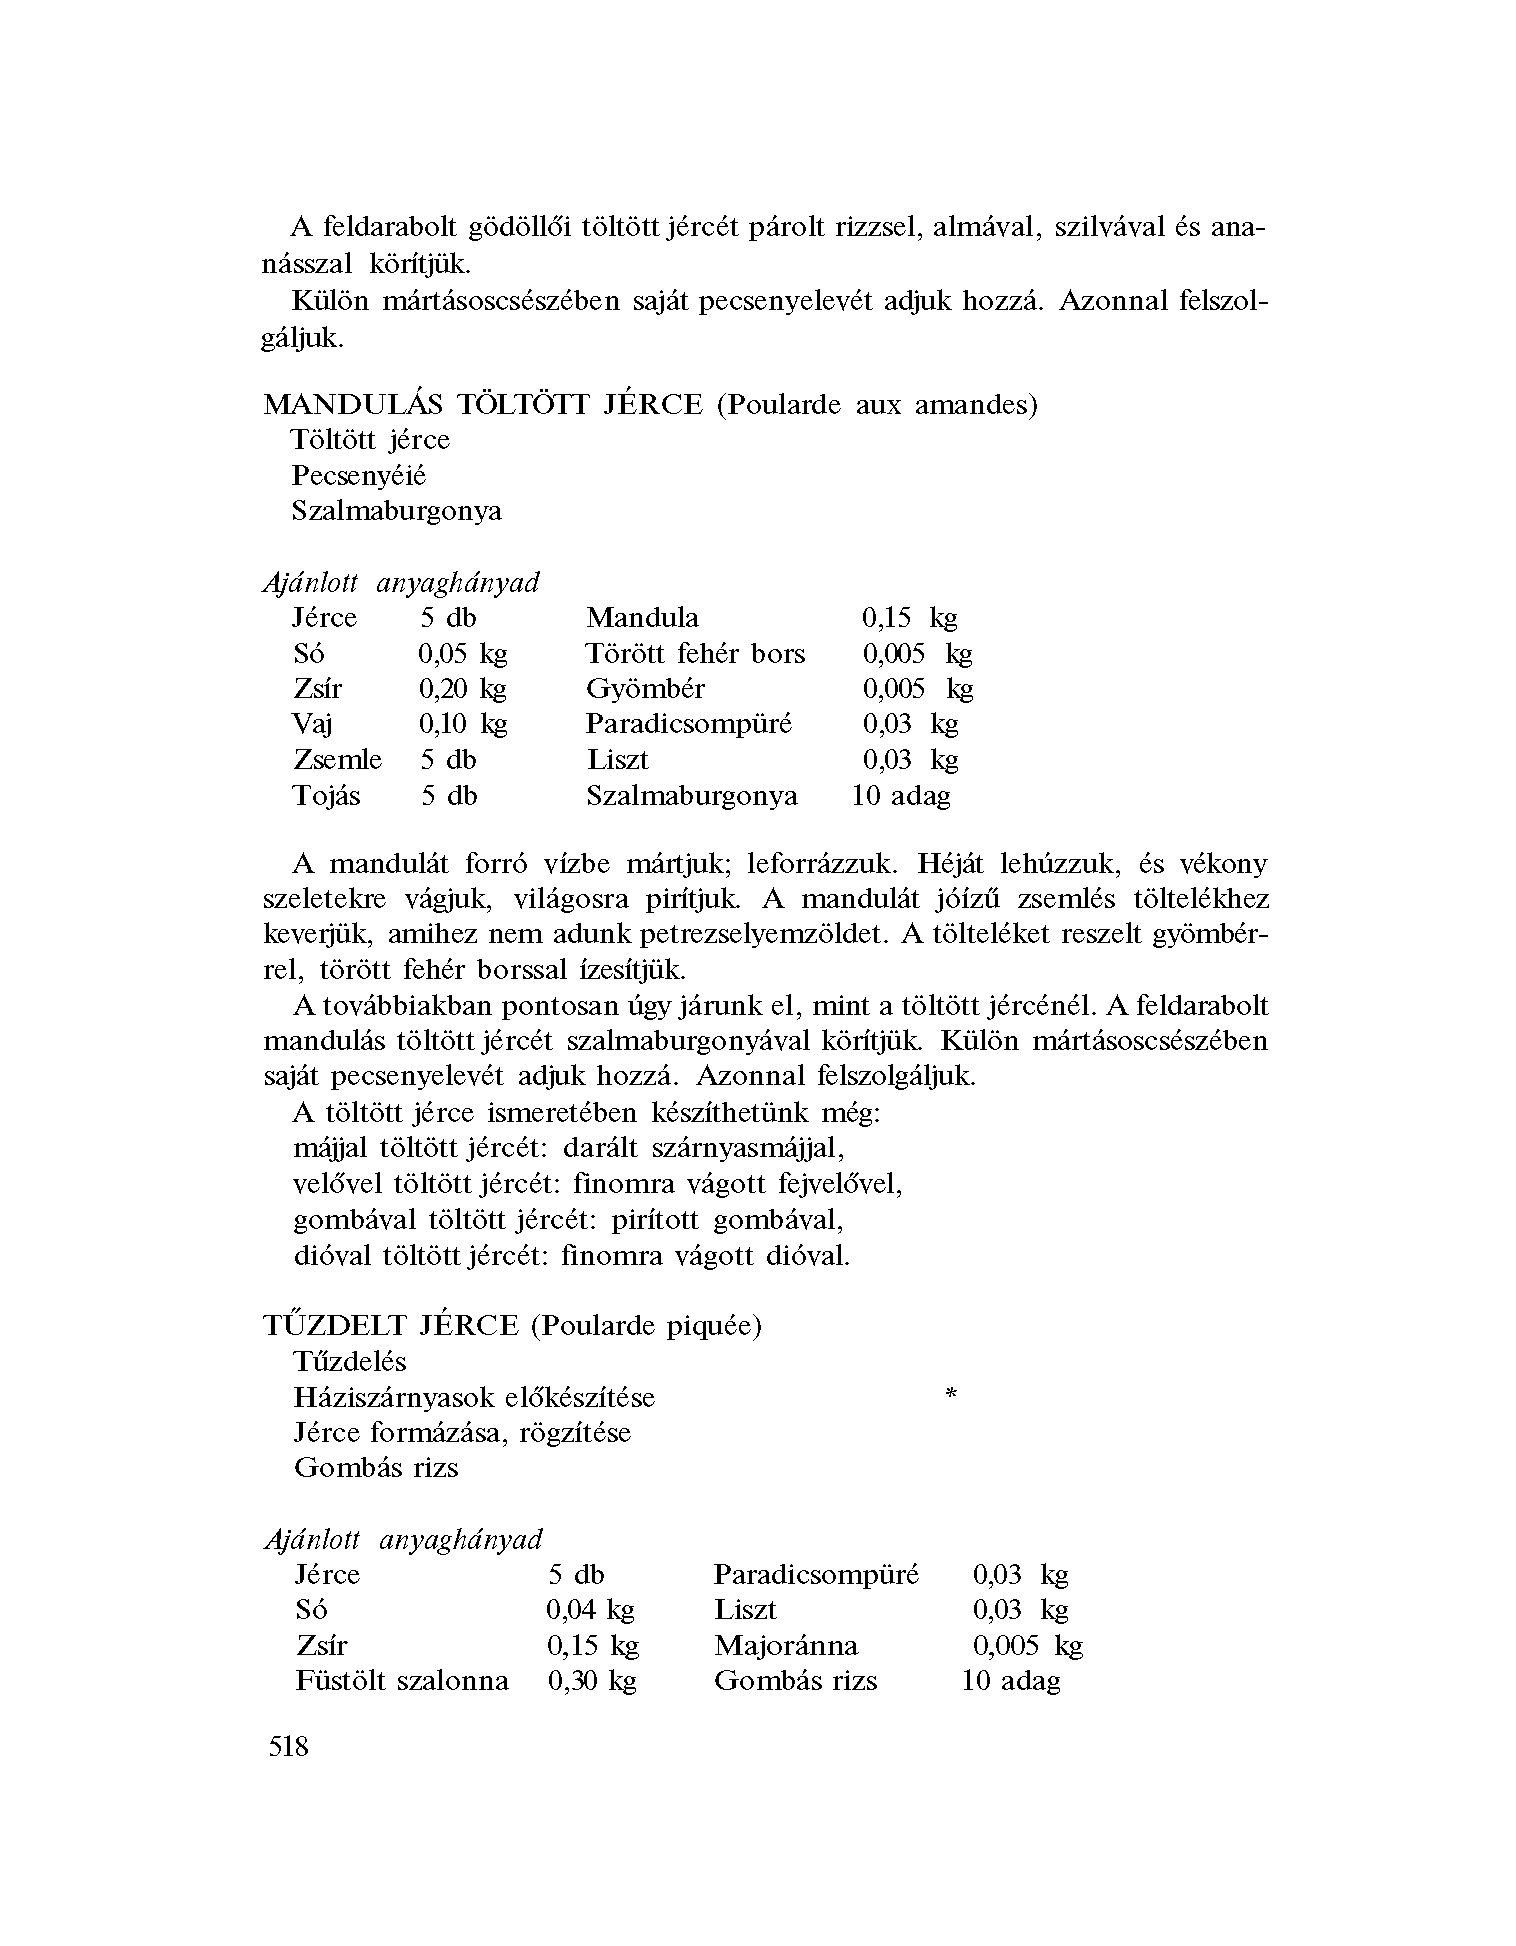 A feldarabolt gödöllői töltött jércét párolt rizzsel, almával, szilvával és ana-
násszal körítjük.
Külön mártásoscsészében saját pecsenyelevét adjuk hozzá. Azonnal felszol-
gáljuk.
MANDULÁS TÖLTÖTT JÉRCE (Poularde aux amandes)
Töltött jérce
Pecsenyéié
Szalmaburgonya
Ajánlott anyaghányad
Jérce 5 db Mandula 0,15 kg
Só 0,05 kg Törött fehér bors 0,005 kg
Zsír 0,20 kg Gyömbér 0,005 kg
Vaj 0,10 kg Paradicsompüré 0,03 kg
Zsemle 5 db Liszt 0,03 kg
Tojás 5 db Szalmaburgonya 10 adag
A mandulát forró vízbe mártjuk; leforrázzuk. Héját lehúzzuk, és vékony
szeletekre vágjuk, világosra pirítjuk. A mandulát jóízű zsemlés töltelékhez
keverjük, amihez nem adunk petrezselyemzöldet. A tölteléket reszelt gyömbér-
rel, törött fehér borssal ízesítjük.
A továbbiakban pontosan úgy járunk el, mint a töltött jércénél. A feldarabolt
mandulás töltött jércét szalmaburgonyával körítjük. Külön mártásoscsészében
saját pecsenyelevét adjuk hozzá. Azonnal felszolgáljuk.
A töltött jérce ismeretében készíthetünk még:
májjal töltött jércét: darált szárnyasmájjal,
velővel töltött jércét: finomra vágott fejvelővel,
gombával töltött jércét: pirított gombával,
dióval töltött jércét: finomra vágott dióval.
TŰZDELT JÉRCE (Poularde piquée)
Tűzdelés
Háziszárnyasok előkészítése *
Jérce formázása, rögzítése
Gombás rizs
Ajánlott anyaghányad
Jérce 5 db Paradicsompüré 0,03 kg
Só 0,04 kg Liszt 0,03 kg
Zsír 0,15 kg Majoránna 0,005 kg
Füstölt szalonna 0,30 kg Gombás rizs 10 adag
518